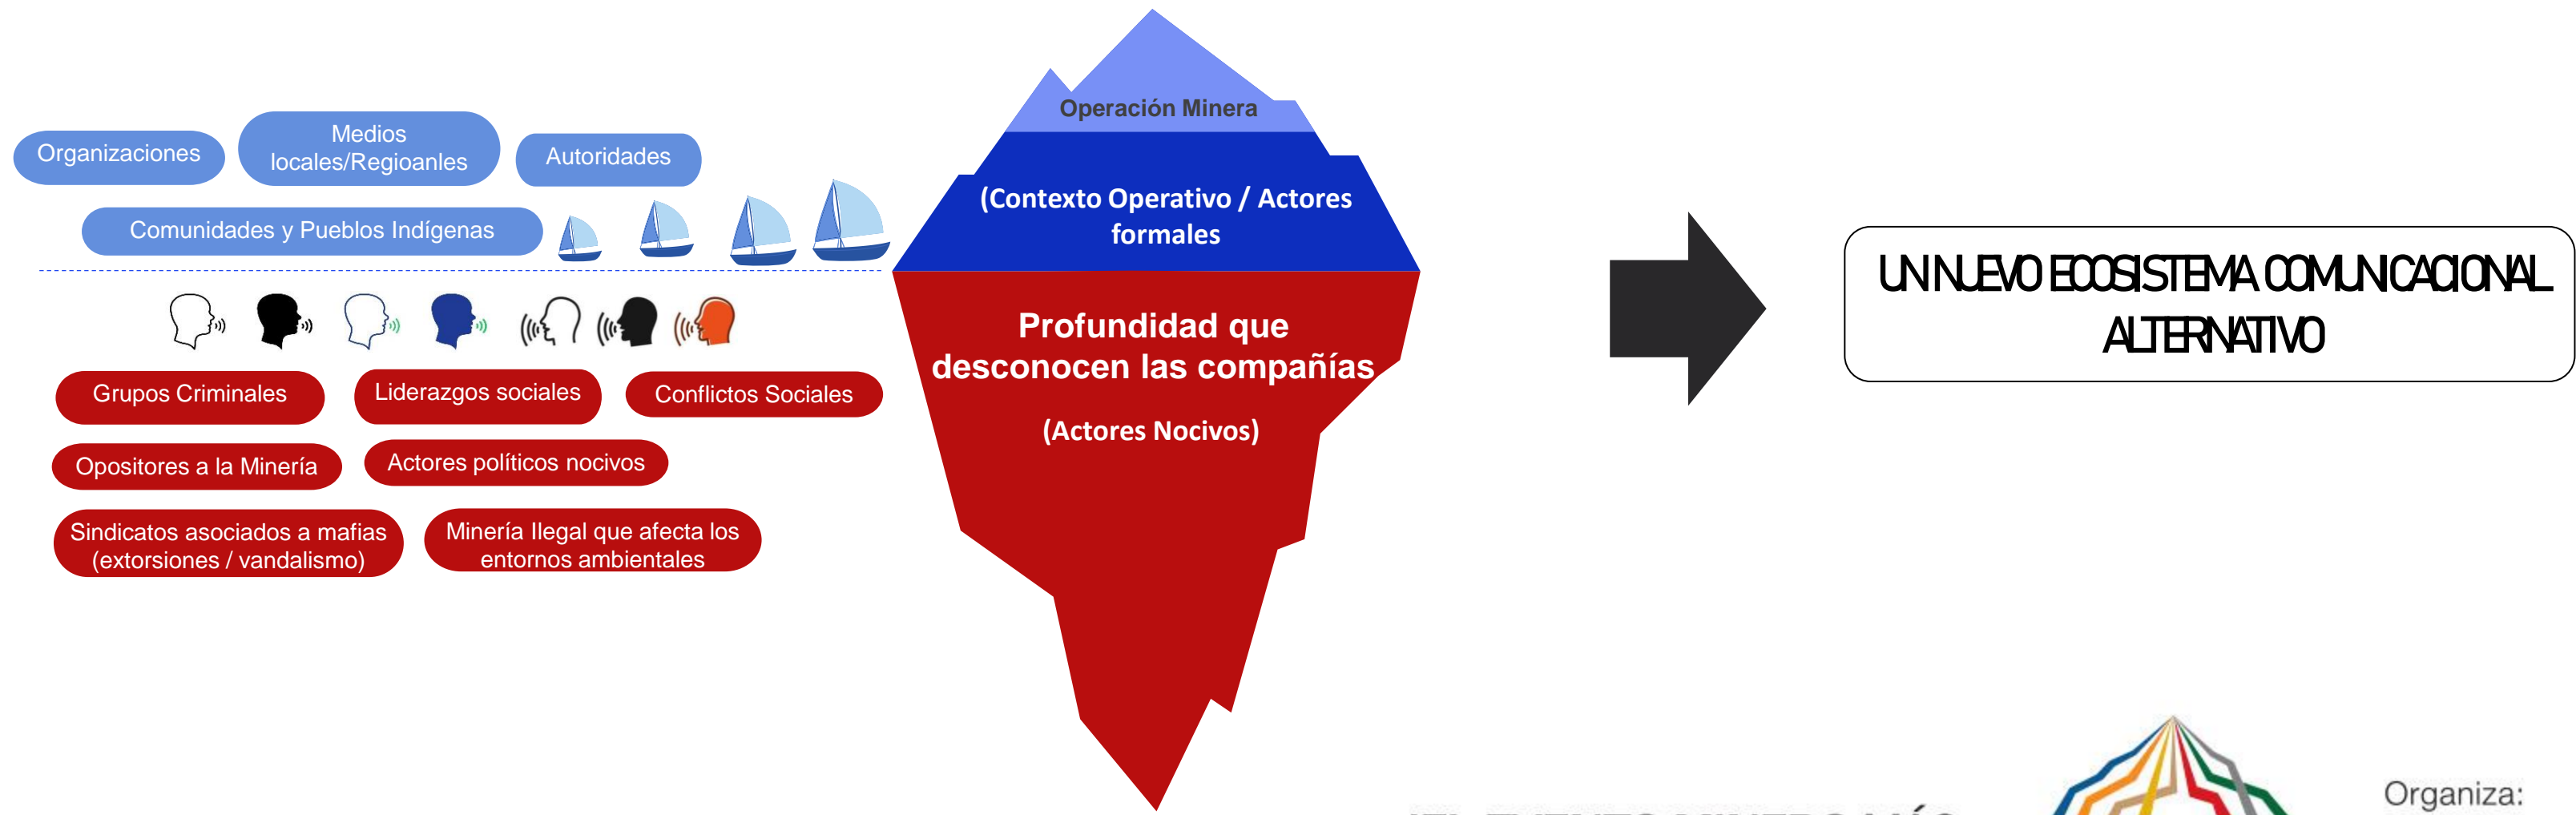 Organizaciones
Medios
locales/Regioanles
Autoridades
Comunidades y Pueblos Indígenas
Operación Minera
(Contexto Operativo / Actores
formales
Profundidad que
desconocen las compañías
(Actores Nocivos)
Grupos Criminales
Liderazgos sociales
Conflictos Sociales
Opositores a la Minería
Actores políticos nocivos
Sindicatos asociados a mafias
(extorsiones / vandalismo)
Minería Ilegal que afecta los
entornos ambientales
UN NUEVO ECOSISTEMA COMUNICACIONAL
ALTERNATIVO
Organiza: